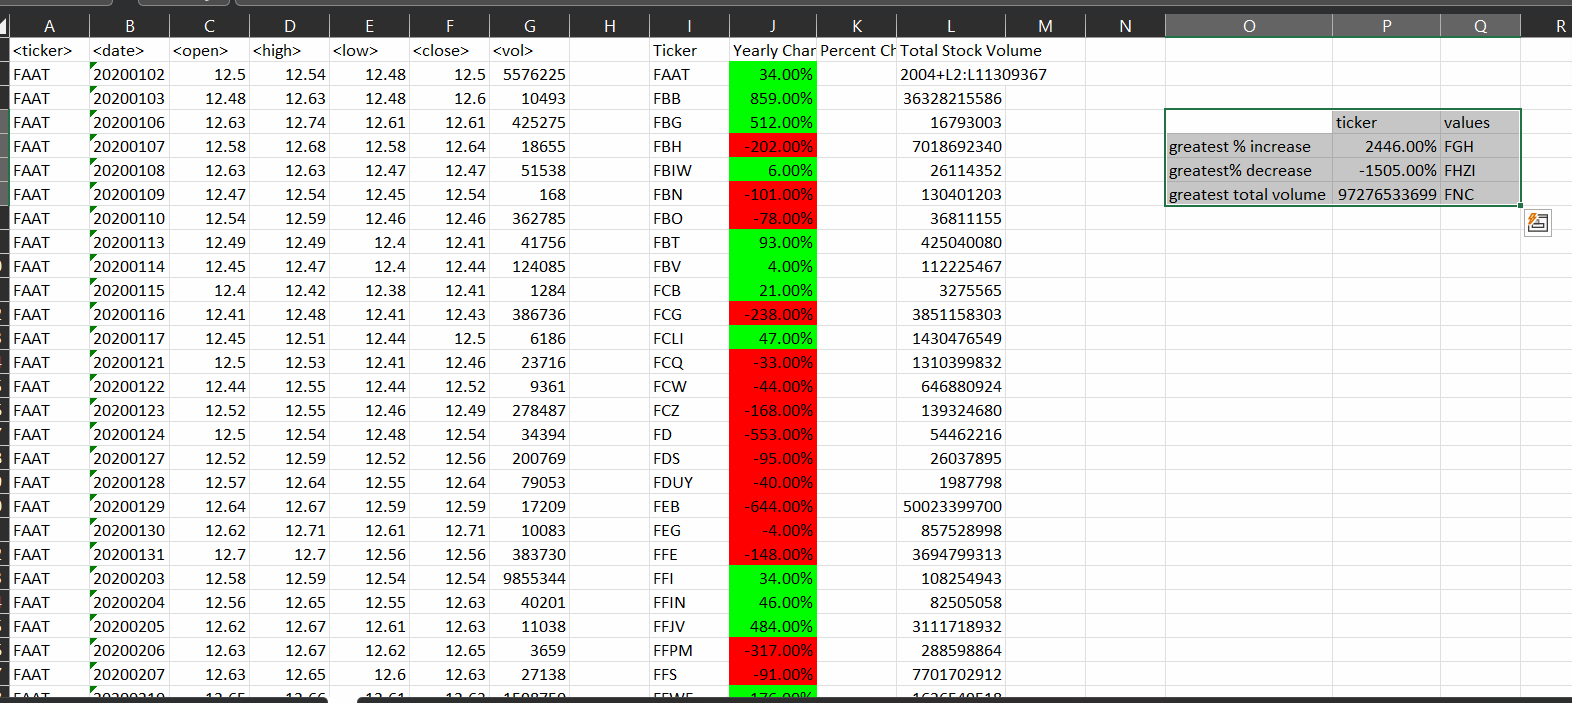 A B C D E F G H I J K L M N O P Q R
<ticker> <date> <open> <high> <low> <close> <vol> Ticker Yearly Char Percent Ch Total Stock Volume
FAAT 20200102 12.5 12.54 12.48 12.5 5576225 FAAT 34.00% 2004+L2:L11309367
FAAT 20200103 12.48 12.63 12.48 12.6 10493 FBB 859.00% 36328215586
FAAT 20200106 12.63 12.74 12.61 12.61 425275 FBG 512.00% 16793003 ticker values
FAAT 20200107 12.58 12.68 12.58 12.64 18655 FBH -202.00% 7018692340 greatest % increase 2446.00% FGH
FAAT 20200108 12.63 12.63 12.47 12.47 51538 FBIW 6.00% 26114352 greatest% decrease -1505.00% FHZI
FAAT 20200109 12.47 12.54 12.45 12.54 168 FBN -101.00% 130401203 greatest total volume 97276533699 FNC
FAAT 20200110 12.54 12.59 12.46 12.46 362785 FBO -78.00% 36811155
FAAT 20200113 12.49 12.49 12.4 12.41 41756 FBT 93.00% 425040080
FAAT 20200114 12.45 12.47 12.4 12.44 124085 FBV 4.00% 112225467
FAAT 20200115 12.4 12.42 12.38 12.41 1284 FCB 21.00% 3275565
FAAT 20200116 12.41 12.48 12.41 12.43 386736 FCG -238.00% 3851158303
FAAT 20200117 12.45 12.51 12.44 12.5 6186 FCLI 47.00% 1430476549
FAAT 20200121 12.5 12.53 12.41 12.46 23716 FCQ -33.00% 1310399832
FAAT 20200122 12.44 12.55 12.44 12.52 9361 FCW -44.00% 646880924
FAAT 20200123 12.52 12.55 12.46 12.49 278487 FCZ -168.00% 139324680
FAAT 20200124 12.5 12.54 12.48 12.54 34394 FD -553.00% 54462216
FAAT 20200127 12.52 12.59 12.52 12.56 200769 FDS -95.00% 26037895
FAAT 20200128 12.57 12.64 12.55 12.64 79053 FDUY -40.00% 1987798
FAAT 20200129 12.64 12.67 12.59 12.59 17209 FEB -644.00% 50023399700
FAAT 20200130 12.62 12.71 12.61 12.71 10083 FEG -4.00% 857528998
FAAT 20200131 12.7 12.7 12.56 12.56 383730 FFE -148.00% 3694799313
FAAT 20200203 12.58 12.59 12.54 12.54 9855344 FFI 34.00% 108254943
FAAT 20200204 12.56 12.65 12.55 12.63 40201 FFIN 46.00% 82505058
FAAT 20200205 12.62 12.67 12.61 12.63 11038 FFJV 484.00% 3111718932
FAAT 20200206 12.63 12.67 12.62 12.65 3659 FFPM -317.00% 288598864
FAAT 20200207 12.63 12.65 12.6 12.63 27138 FFS -91.00% 7701702912